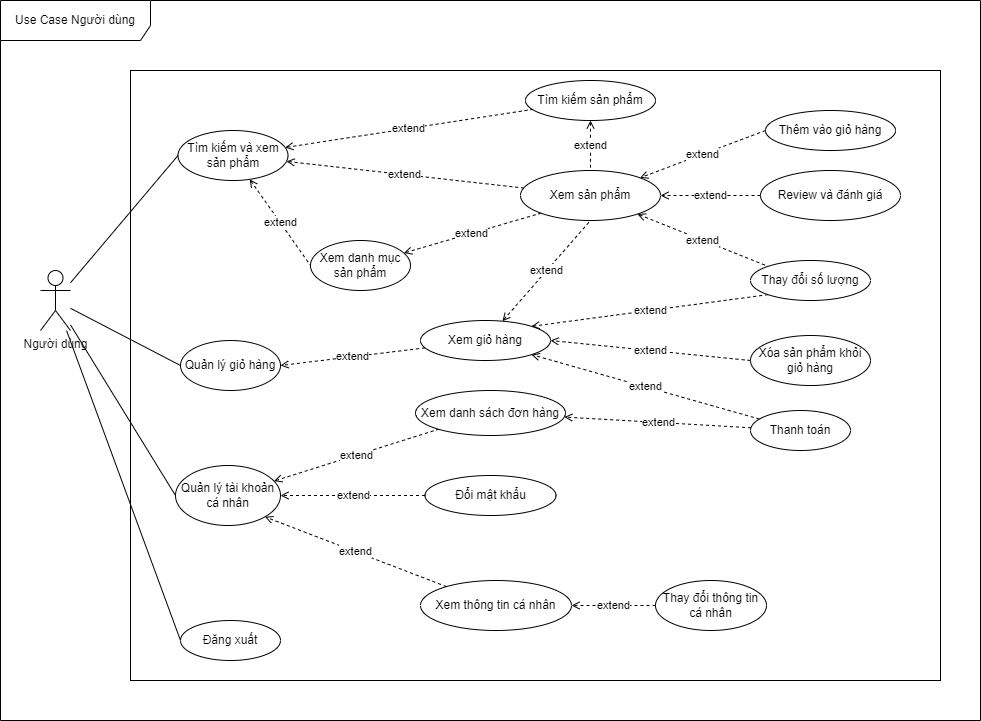 Use Case Người dùng
Tìm kiếm sản phẩm
Thêm vào giỏ hàng
extend
Tìm kiếm và xem
sản phẩm
extend
extend
extend
Xem sản phẩm
extend
Review và đánh giá
extend
extend
extend
Xem danh mục
sản phẩm
extend
Thay đổi số lượng
extend
Người dùng
Xem giỏ hàng
extend
Quản lý giỏ hàng
extend
Xóa sản phẩm khỏi
giỏ hàng
extend
Xem danh sách đơn hàng
extend
Thanh toán
extend
Quản lý tài khoản
cá nhân
extend
Đổi mật khẩu
extend
Xem thông tin cá nhân
extend
Thay đổi thông tin
cá nhân
Đăng xuất